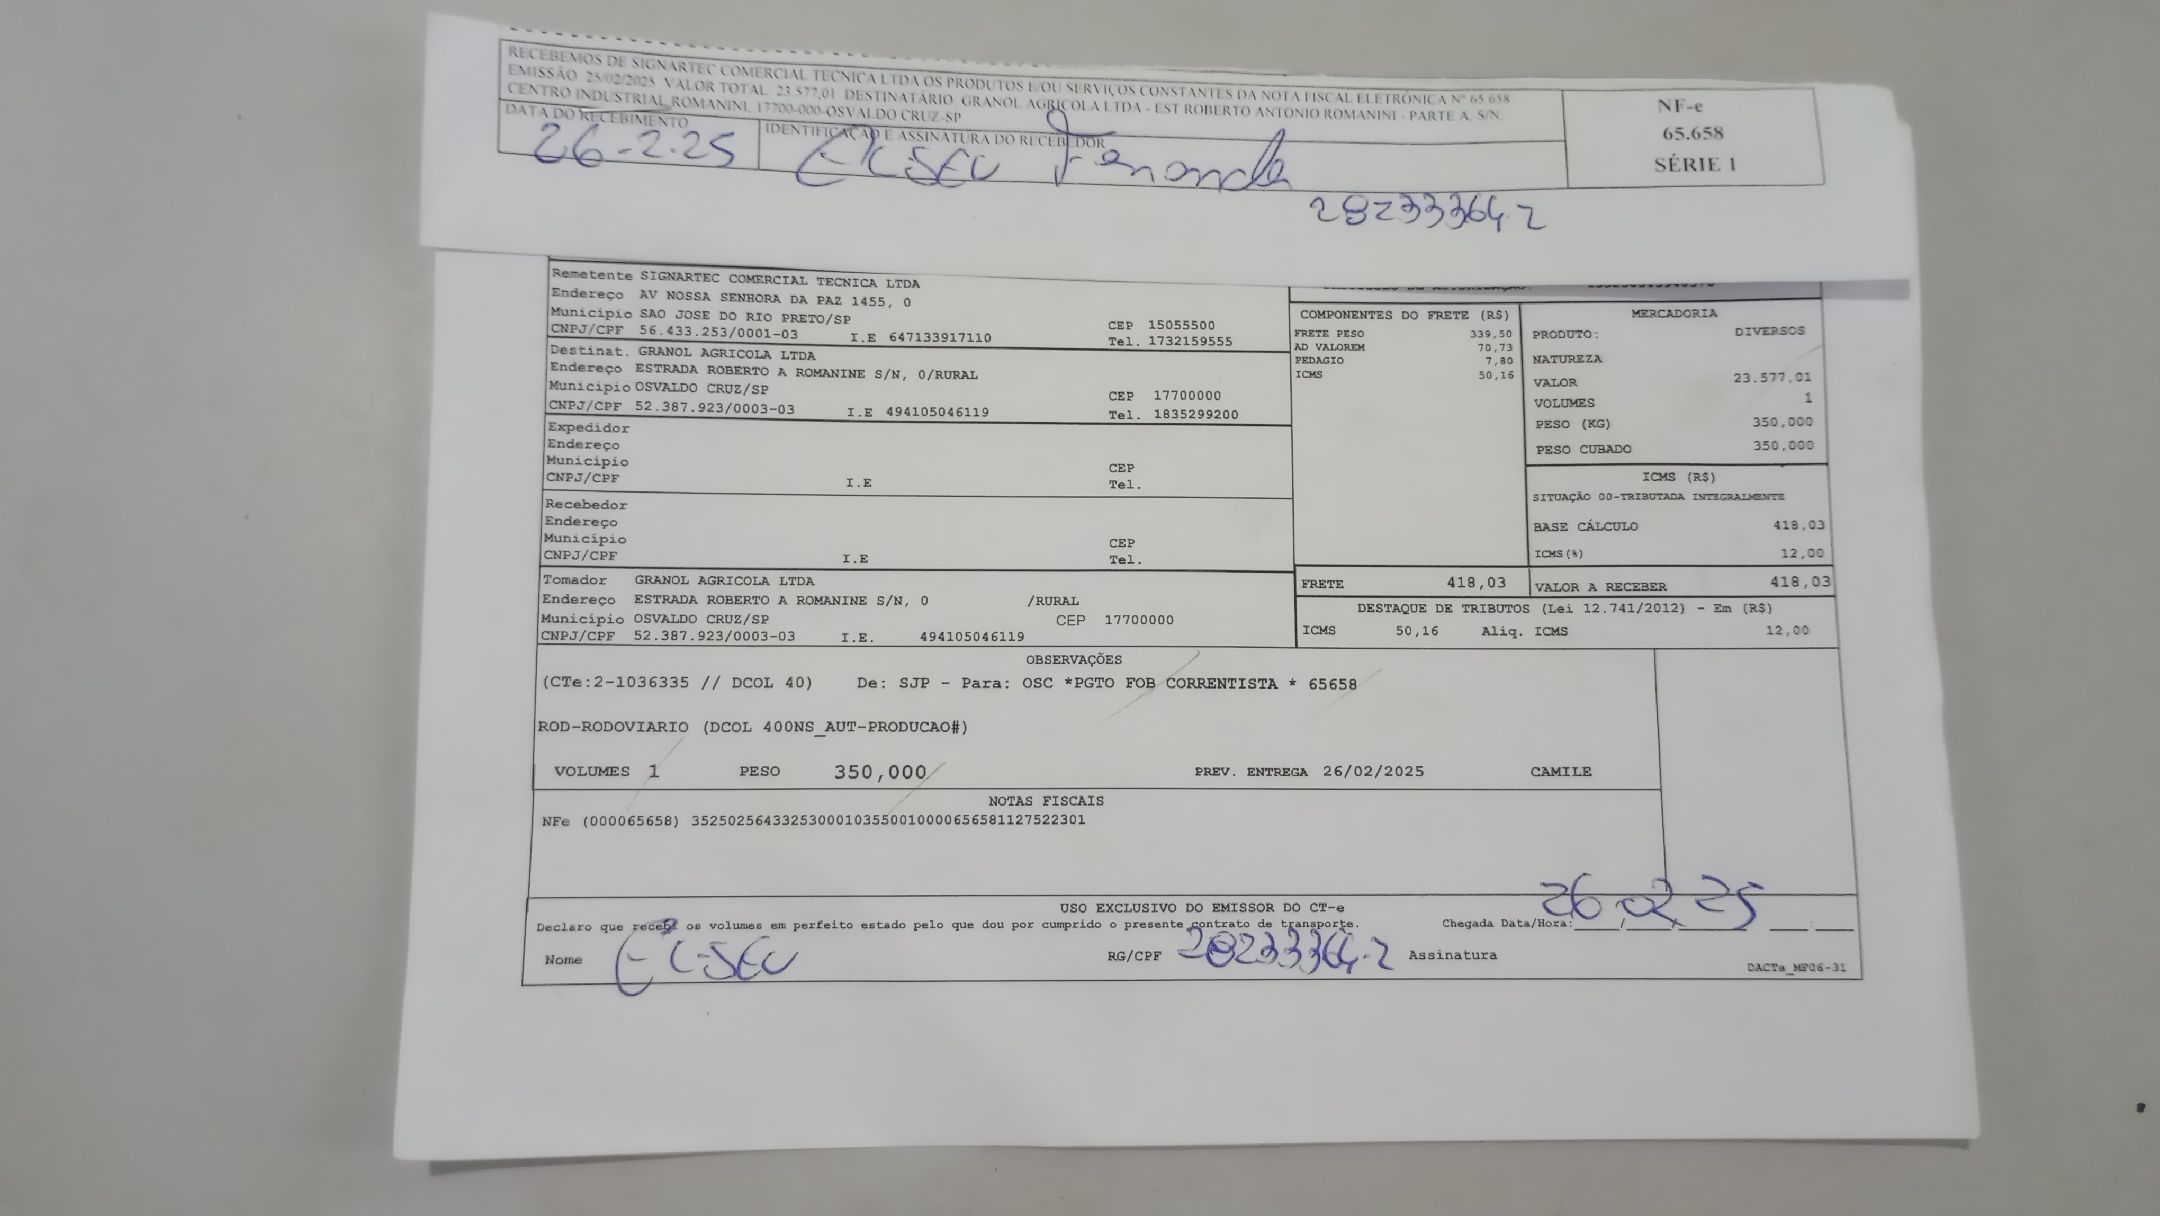 RECEBEMOS DE SIGNARTEC COMERCIAL TECNICA LTDA OS PRODUTOS E/OU SERVIÇOS CONSTANTES DA NOTA FISCAL ELETRÔNICA Nº 65 658
EMISSÃO 25/02/2025 VALOR TOTAL 23 577,01 DESTINATÁRIO GRANOL AGRICOLA LTDA - EST ROBERTO ANTONIO ROMANINI - PARTE A, S/N,
CENTRO INDUSTRIAL ROMANINI, 17700-000-OSVALDO CRUZ-SP
NF-e
65.658
SÉRIE 1
DATA DO RECEBIMENTO
26-2-25
IDENTIFICAÇÃO E ASSINATURA DO RECEBEDOR
28233364-2
Remetente SIGNARTEC COMERCIAL TECNICA LTDA
Endereço AV NOSSA SENHORA DA PAZ 1455, 0
Município SAO JOSE DO RIO PRETO/SP CEP 15055500
CNPJ/CPF 56.433.253/0001-03 I.E 647133917110 Tel. 1732159555
Destinat. GRANOL AGRICOLA LTDA
Endereço ESTRADA ROBERTO A ROMANINE S/N, 0/RURAL
Município OSVALDO CRUZ/SP CEP 17700000
CNPJ/CPF 52.387.923/0003-03 I.E 494105046119 Tel. 1835299200
Expedidor
Endereço
Município CEP
CNPJ/CPF I.E Tel.
Recebedor
Endereço
Município CEP
CNPJ/CPF I.E Tel.
Tomador GRANOL AGRICOLA LTDA
Endereço ESTRADA ROBERTO A ROMANINE S/N, 0 /RURAL
Município OSVALDO CRUZ/SP CEP 17700000
CNPJ/CPF 52.387.923/0003-03 I.E. 494105046119
COMPONENTES DO FRETE (R$)
FRETE PESO 339,50
AD VALOREM 70,73
PEDAGIO 7,80
ICMS 50,16
MERCADORIA
PRODUTO: DIVERSOS
NATUREZA
VALOR 23.577,01
VOLUMES 1
PESO (KG) 350,000
PESO CUBADO 350,000
ICMS (R$)
SITUAÇÃO 00-TRIBUTADA INTEGRALMENTE
BASE CÁLCULO 418,03
ICMS(%) 12,00
FRETE 418,03 VALOR A RECEBER 418,03
DESTAQUE DE TRIBUTOS (Lei 12.741/2012) - Em (R$)
ICMS 50,16 Aliq. ICMS 12,00
OBSERVAÇÕES
(CTe:2-1036335 // DCOL 40) De: SJP - Para: OSC *PGTO FOB CORRENTISTA * 65658
ROD-RODOVIARIO (DCOL 400NS_AUT-PRODUCAO#)
VOLUMES 1 PESO 350,000 PREV. ENTREGA 26/02/2025 CAMILE
NOTAS FISCAIS
NFe (000065658) 35250256433253000103550010000656581127522301
USO EXCLUSIVO DO EMISSOR DO CT-e
Declaro que recebi os volumes em perfeito estado pelo que dou por cumprido o presente contrato de transporte. Chegada Data/Hora: 26 02 25
Nome RG/CPF 28233364-2 Assinatura
DACTe_MF06-31